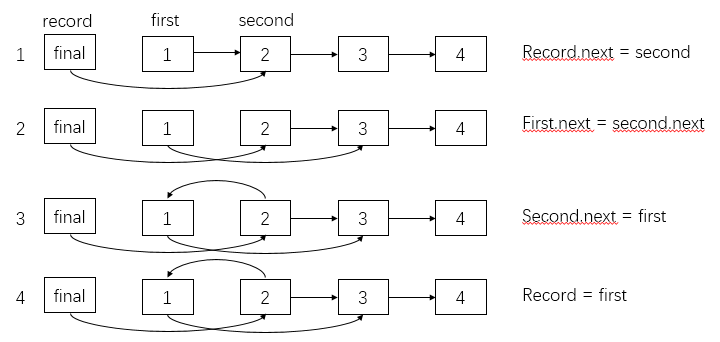 record first second
1 final 1 2 3 4 Record.next = second
2 final 1 2 3 4 First.next = second.next
3 final 1 2 3 4 Second.next = first
4 final 1 2 3 4 Record = first